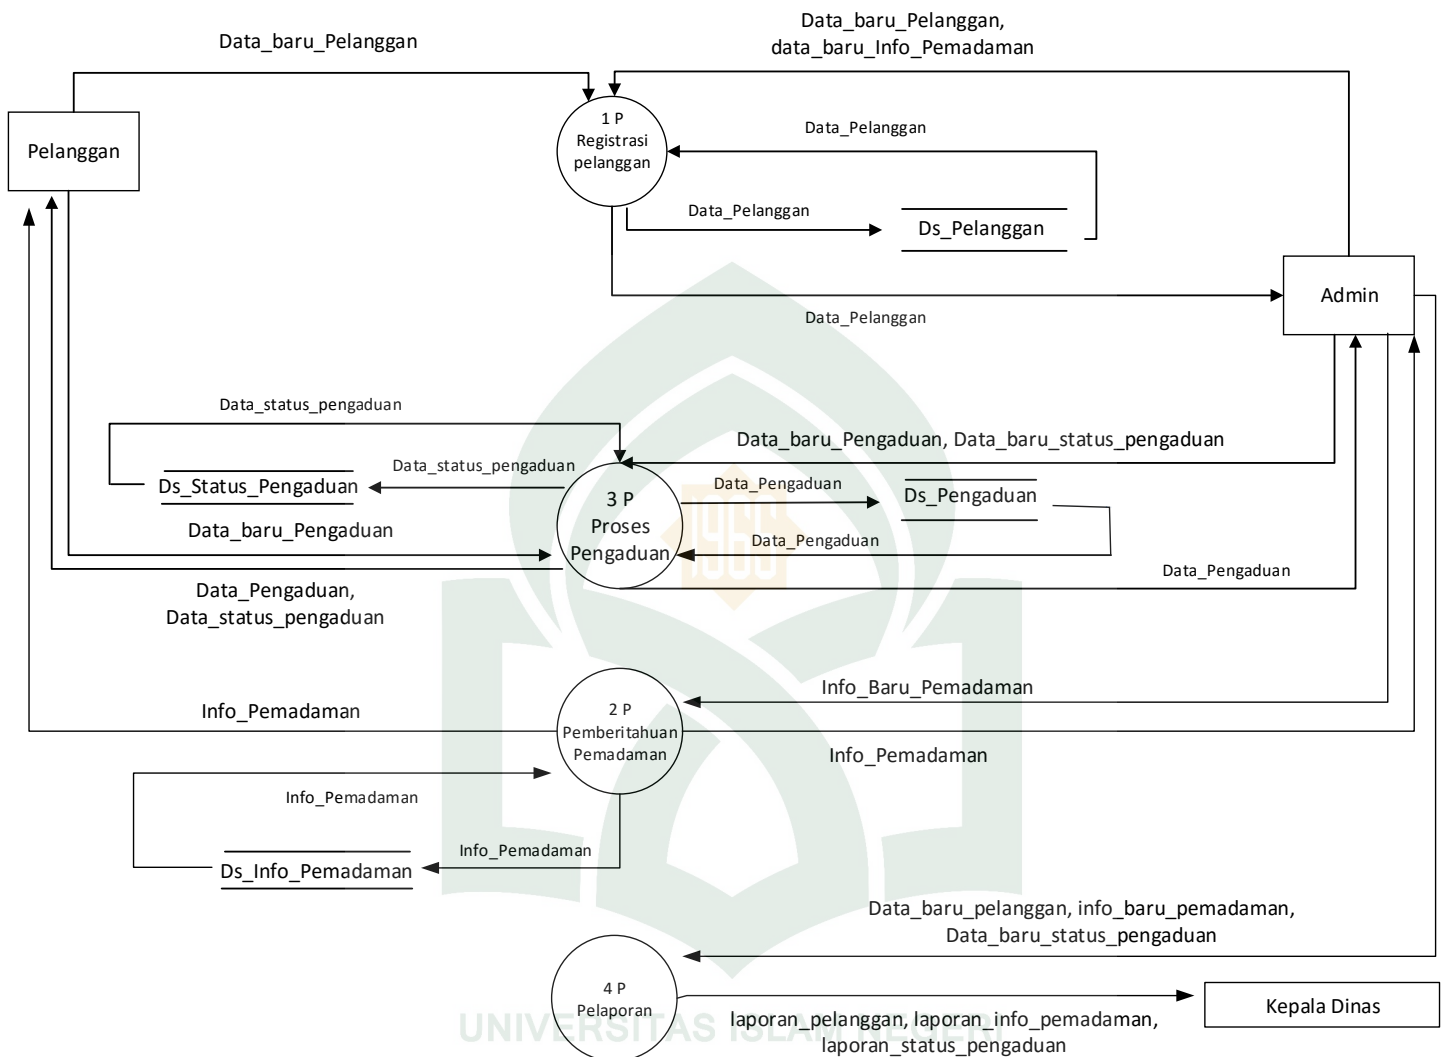 Data_baru_Pelanggan,
data_baru_Info_Pemadaman
Data_baru_Pelanggan
1 P
Registrasi
pelanggan
Data_Pelanggan
Pelanggan
Data_Pelanggan
Ds_Pelanggan
Admin
Data_Pelanggan
Data_status_pengaduan
Data_baru_Pengaduan, Data_baru_status_pengaduan
Data_status_pengaduan
Ds_Status_Pengaduan
3 P
Proses
Pengaduan
Data_Pengaduan
Ds_Pengaduan
Data_baru_Pengaduan
Data_Pengaduan
Data_Pengaduan
Data_Pengaduan,
Data_status_pengaduan
1965
Info_Baru_Pemadaman
Info_Pemadaman
2 P
Pemberitahuan
Pemadaman
Info_Pemadaman
Info_Pemadaman
Info_Pemadaman
Ds_Info_Pemadaman
Data_baru_pelanggan, info_baru_pemadaman,
Data_baru_status_pengaduan
4 P
Pelaporan
Kepala Dinas
laporan_pelanggan, laporan_info_pemadaman,
laporan_status_pengaduan
UNIVERSITAS ISLAM NEGERI